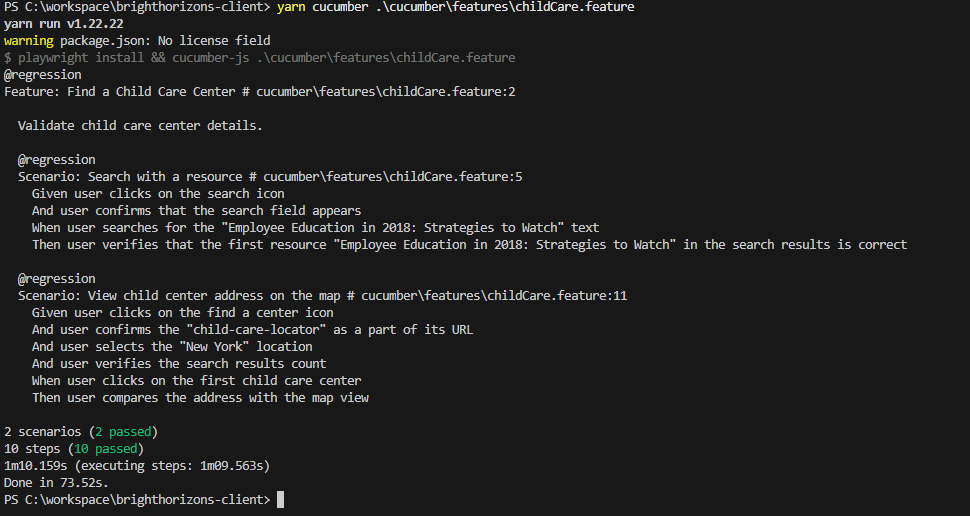 PS C:\workspace\brighthorizons-client> yarn cucumber .\cucumber\features\childCare.feature
yarn run v1.22.22
warning package.json: No license field
$ playwright install && cucumber-js .\cucumber\features\childCare.feature
@regression
Feature: Find a Child Care Center # cucumber\features\childCare.feature:2
Validate child care center details.
@regression
Scenario: Search with a resource # cucumber\features\childCare.feature:5
Given user clicks on the search icon
And user confirms that the search field appears
When user searches for the "Employee Education in 2018: Strategies to Watch" text
Then user verifies that the first resource "Employee Education in 2018: Strategies to Watch" in the search results is correct
@regression
Scenario: View child center address on the map # cucumber\features\childCare.feature:11
Given user clicks on the find a center icon
And user confirms the "child-care-locator" as a part of its URL
And user selects the "New York" location
And user verifies the search results count
When user clicks on the first child care center
Then user compares the address with the map view
2 scenarios (2 passed)
10 steps (10 passed)
1m10.159s (executing steps: 1m09.563s)
Done in 73.52s.
PS C:\workspace\brighthorizons-client>